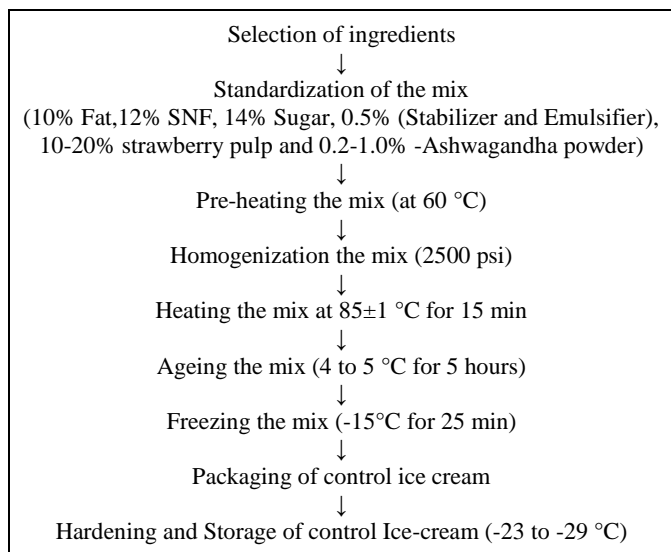 Selection of ingredients
↓
Standardization of the mix
(10% Fat,12% SNF, 14% Sugar, 0.5% (Stabilizer and Emulsifier),
10-20% strawberry pulp and 0.2-1.0% -Ashwagandha powder)
↓
Pre-heating the mix (at 60 °C)
↓
Homogenization the mix (2500 psi)
↓
Heating the mix at 85±1 °C for 15 min
↓
Ageing the mix (4 to 5 °C for 5 hours)
↓
Freezing the mix (-15°C for 25 min)
↓
Packaging of control ice cream
↓
Hardening and Storage of control Ice-cream (-23 to -29 °C)